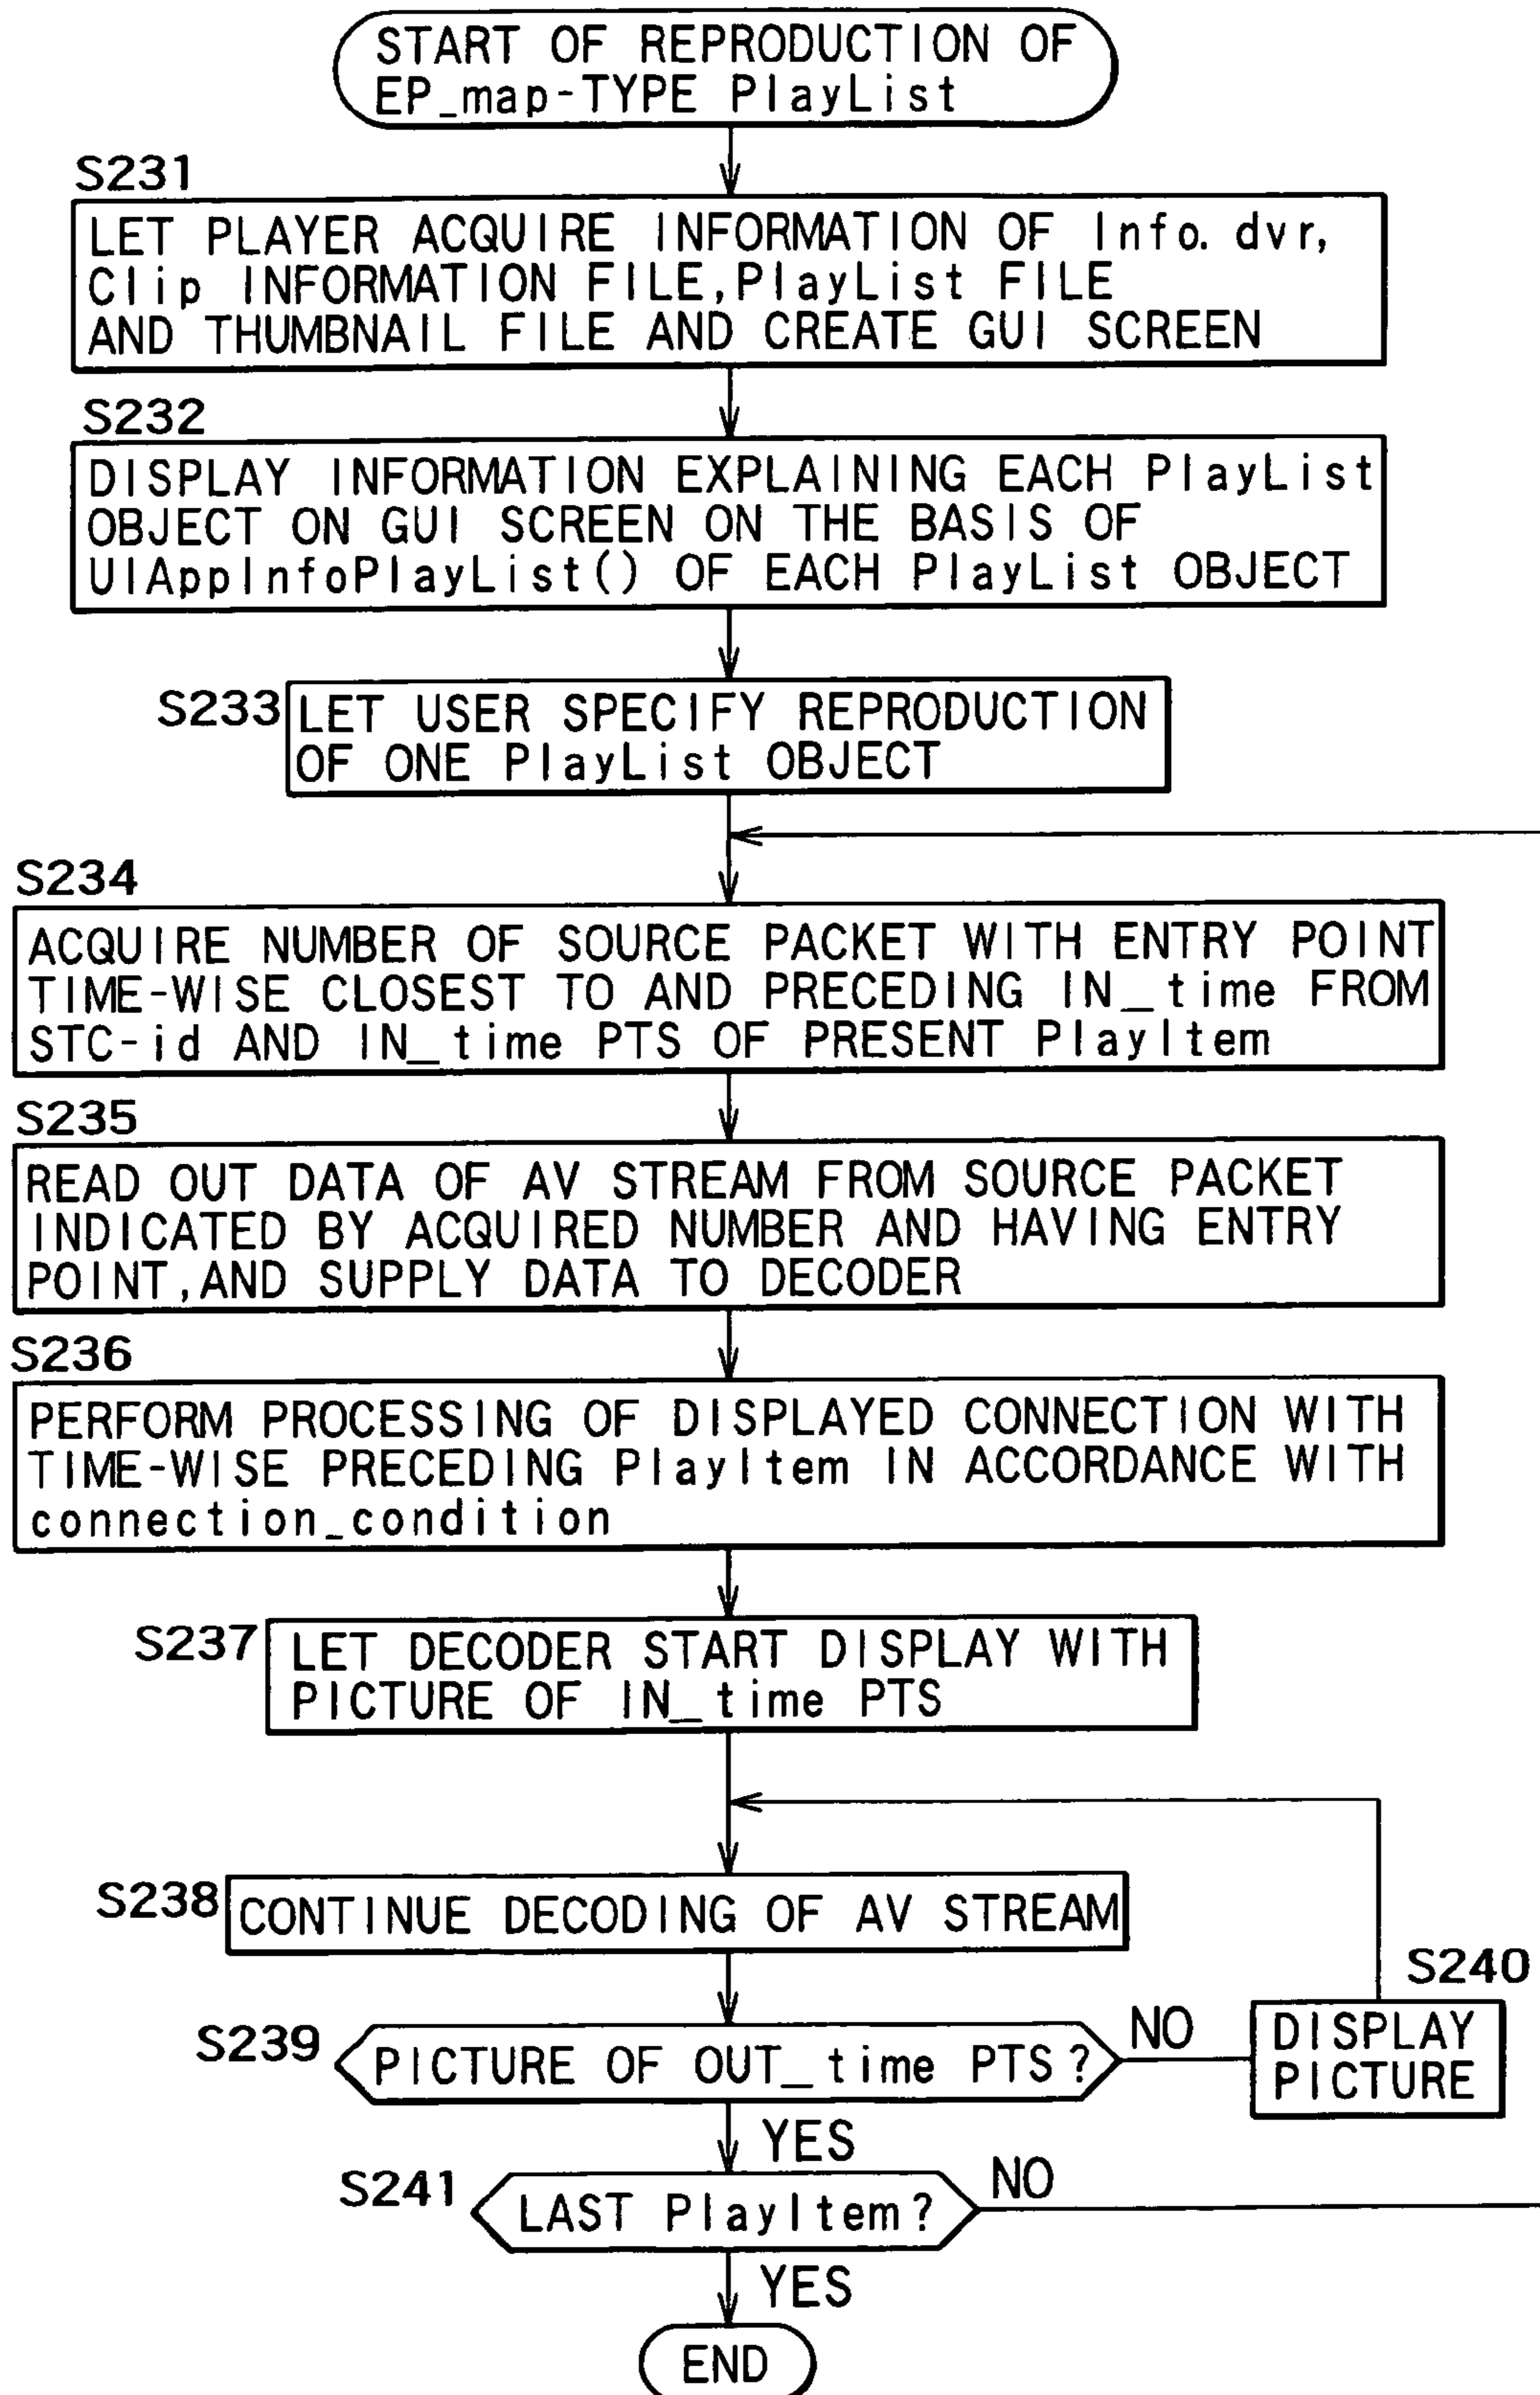 START OF REPRODUCTION OF
EP_map-TYPE PlayList
S231
LET PLAYER ACQUIRE INFORMATION OF Info.dvr,
Clip INFORMATION FILE,PlayList FILE
AND THUMBNAIL FILE AND CREATE GUI SCREEN
S232
DISPLAY INFORMATION EXPLAINING EACH PlayList
OBJECT ON GUI SCREEN ON THE BASIS OF
UIAppInfoPlayList() OF EACH PlayList OBJECT
S233
LET USER SPECIFY REPRODUCTION
OF ONE PlayList OBJECT
S234
ACQUIRE NUMBER OF SOURCE PACKET WITH ENTRY POINT
TIME-WISE CLOSEST TO AND PRECEDING IN_time FROM
STC-id AND IN_time PTS OF PRESENT PlayItem
S235
READ OUT DATA OF AV STREAM FROM SOURCE PACKET
INDICATED BY ACQUIRED NUMBER AND HAVING ENTRY
POINT,AND SUPPLY DATA TO DECODER
S236
PERFORM PROCESSING OF DISPLAYED CONNECTION WITH
TIME-WISE PRECEDING PlayItem IN ACCORDANCE WITH
connection_condition
S237
LET DECODER START DISPLAY WITH
PICTURE OF IN_time PTS
S238
CONTINUE DECODING OF AV STREAM
S239
PICTURE OF OUT_time PTS?
NO
S240
DISPLAY
PICTURE
YES
S241
LAST PlayItem?
NO
YES
END